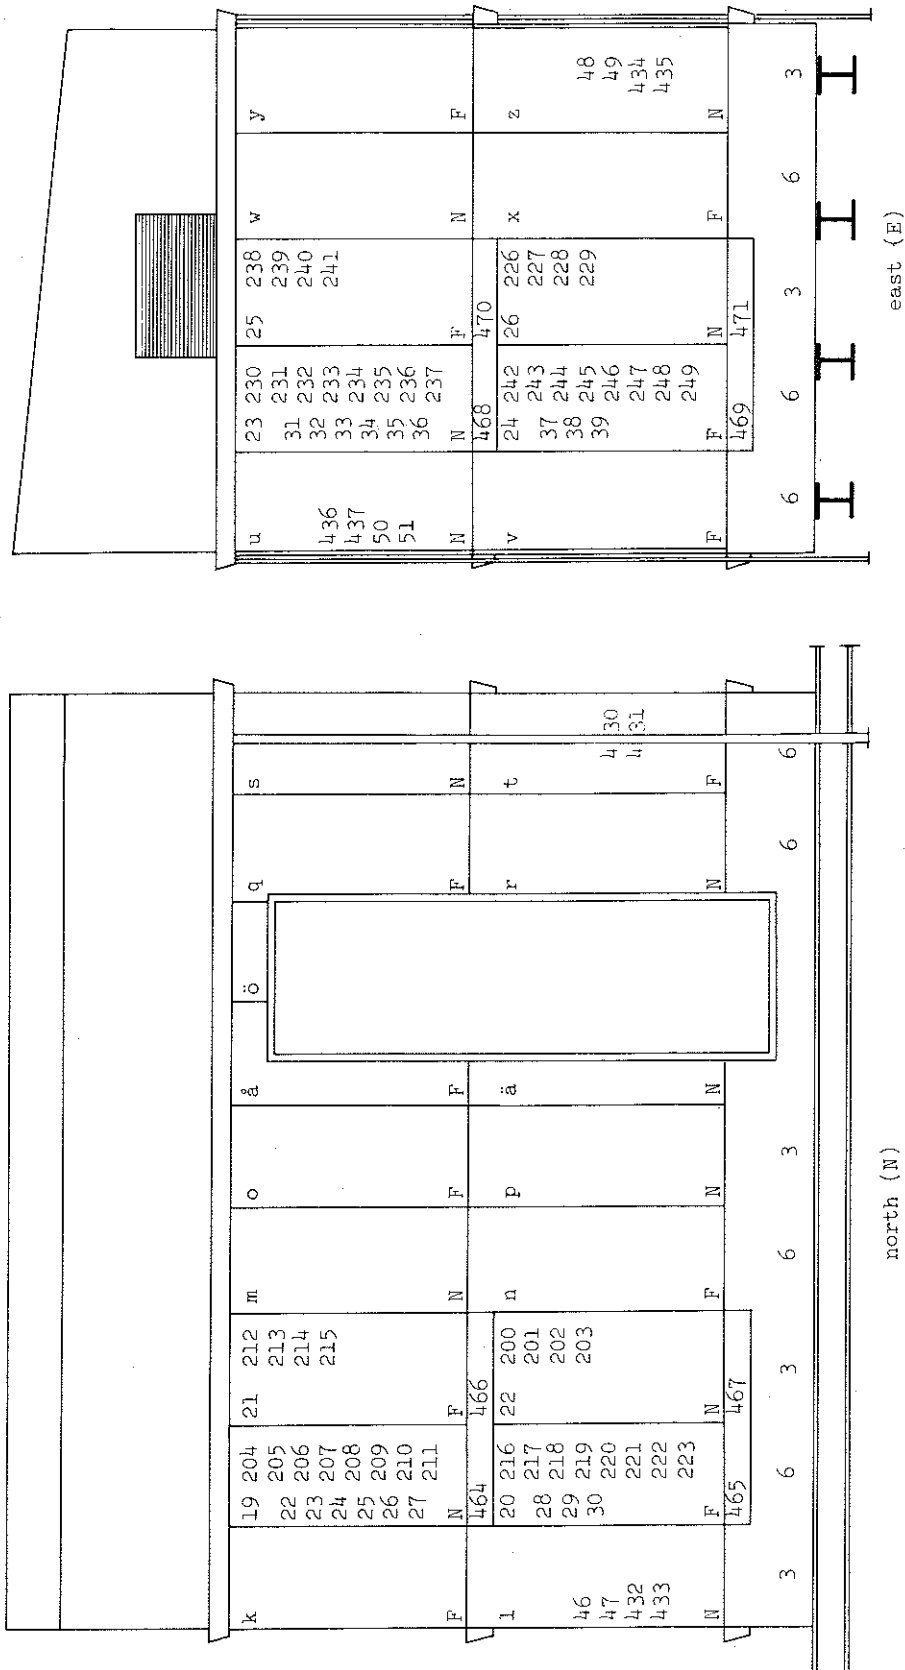 k
F
19 204
22 205
23 206
24 207
25 208
26 209
27 210
211
N
464
21 212
213
214
215
F
466
m
N
o
F
å
F
ö
q
F
s
N
l
46
47
432
433
N
20 216
28 217
29 218
30 219
220
221
222
223
F
465
22 200
201
202
203
N
467
n
F
p
N
ä
N
r
N
t
430
431
F
3 6 3 6 3 6 6
north (N)
u
436
437
50
51
N
23 230
31 231
32 232
33 233
34 234
35 235
36 236
237
N
468
25 238
239
240
241
F
470
w
N
y
F
v
F
24 242
37 243
38 244
39 245
246
247
248
249
F
469
26 226
227
228
229
N
471
x
F
z
48
49
434
435
N
6 6 3 6 3
east (E)